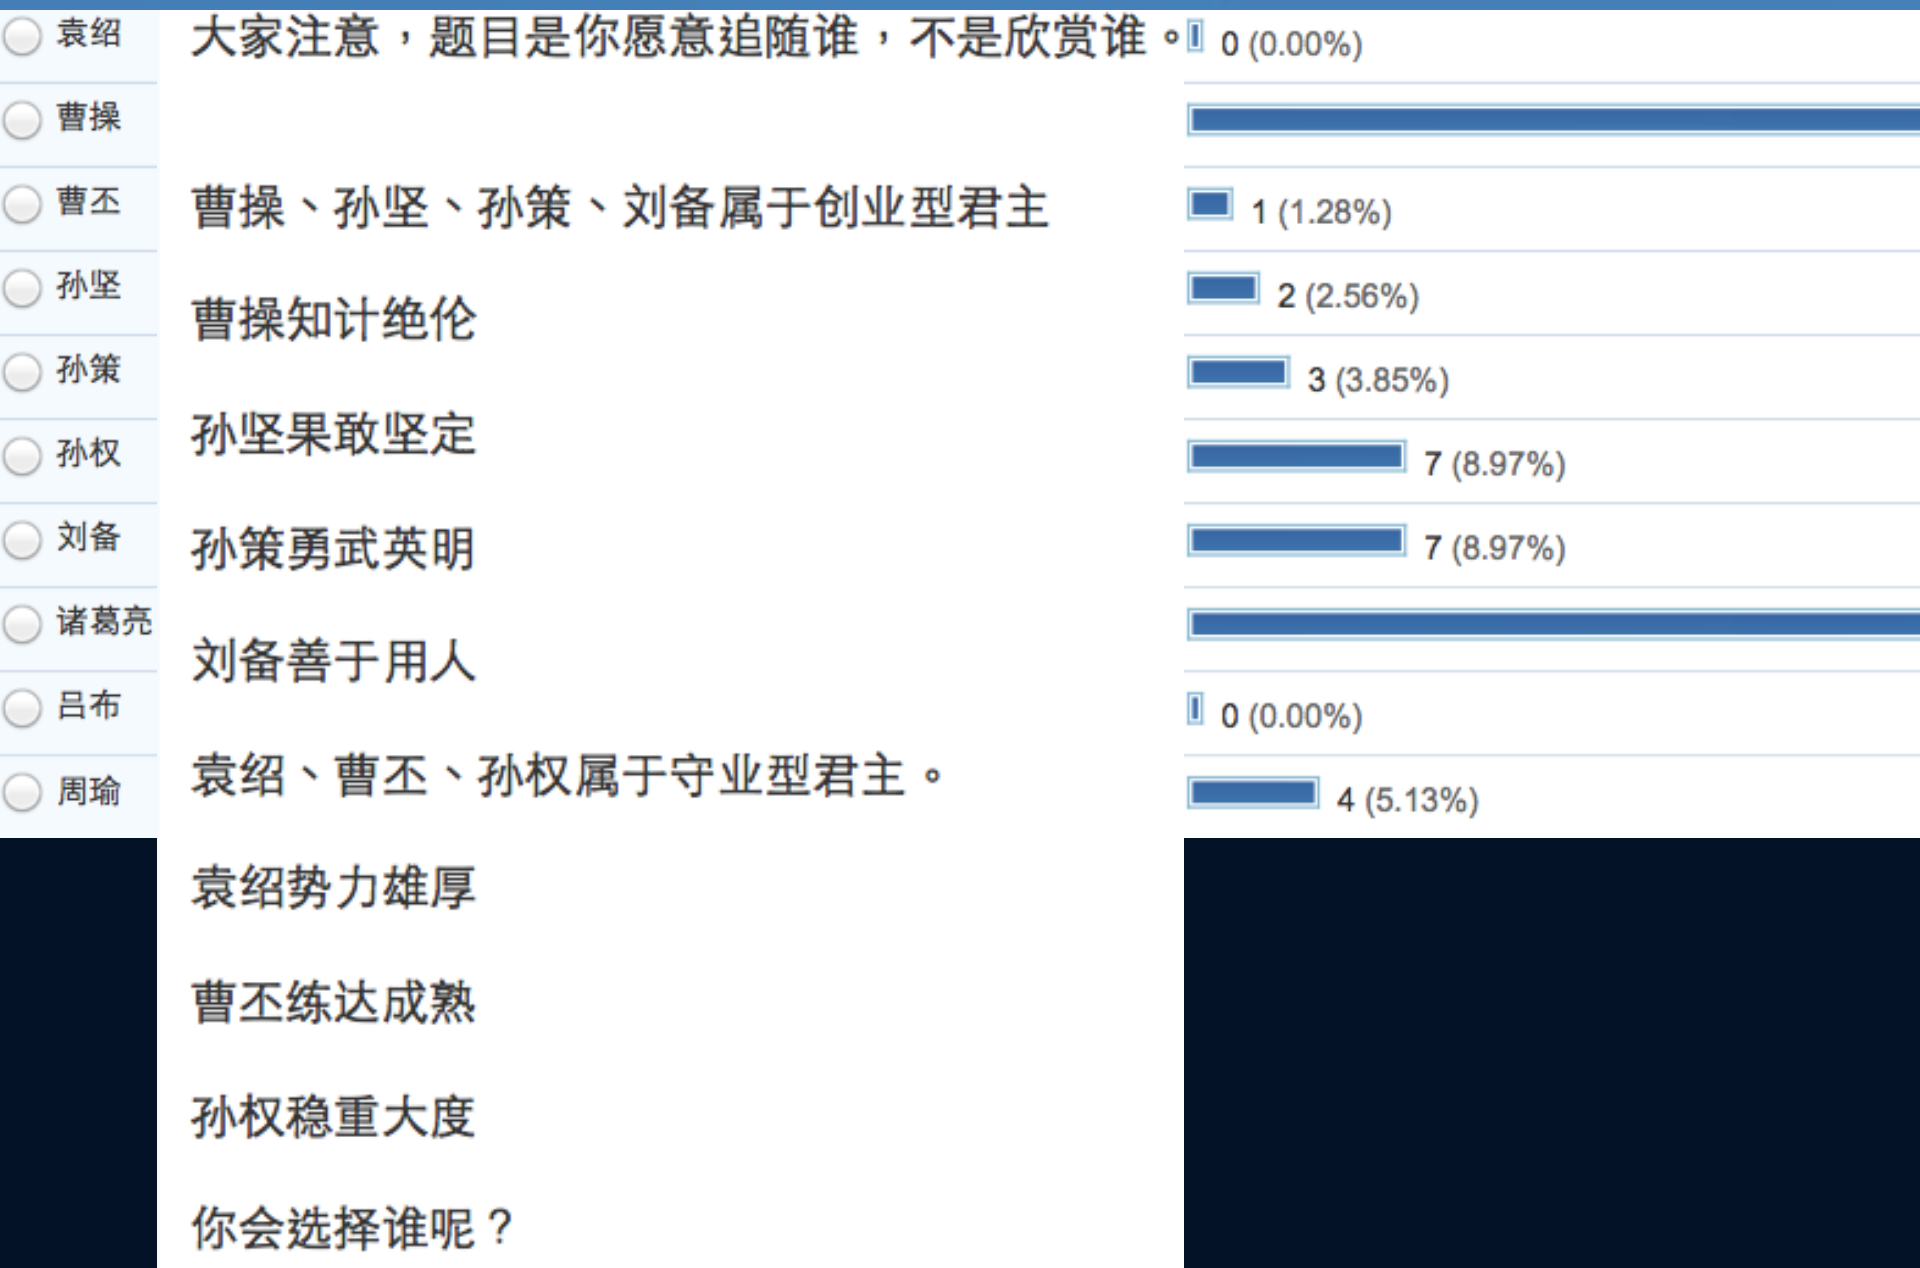 袁绍
曹操
曹丕
孙坚
孙策
孙权
刘备
诸葛亮
吕布
周瑜
大家注意，题目是你愿意追随谁，不是欣赏谁。
曹操、孙坚、孙策、刘备属于创业型君主
曹操知计绝伦
孙坚果敢坚定
孙策勇武英明
刘备善于用人
袁绍、曹丕、孙权属于守业型君主。
袁绍势力雄厚
曹丕练达成熟
孙权稳重大度
你会选择谁呢？
0 (0.00%)
1 (1.28%)
2 (2.56%)
3 (3.85%)
7 (8.97%)
7 (8.97%)
0 (0.00%)
4 (5.13%)